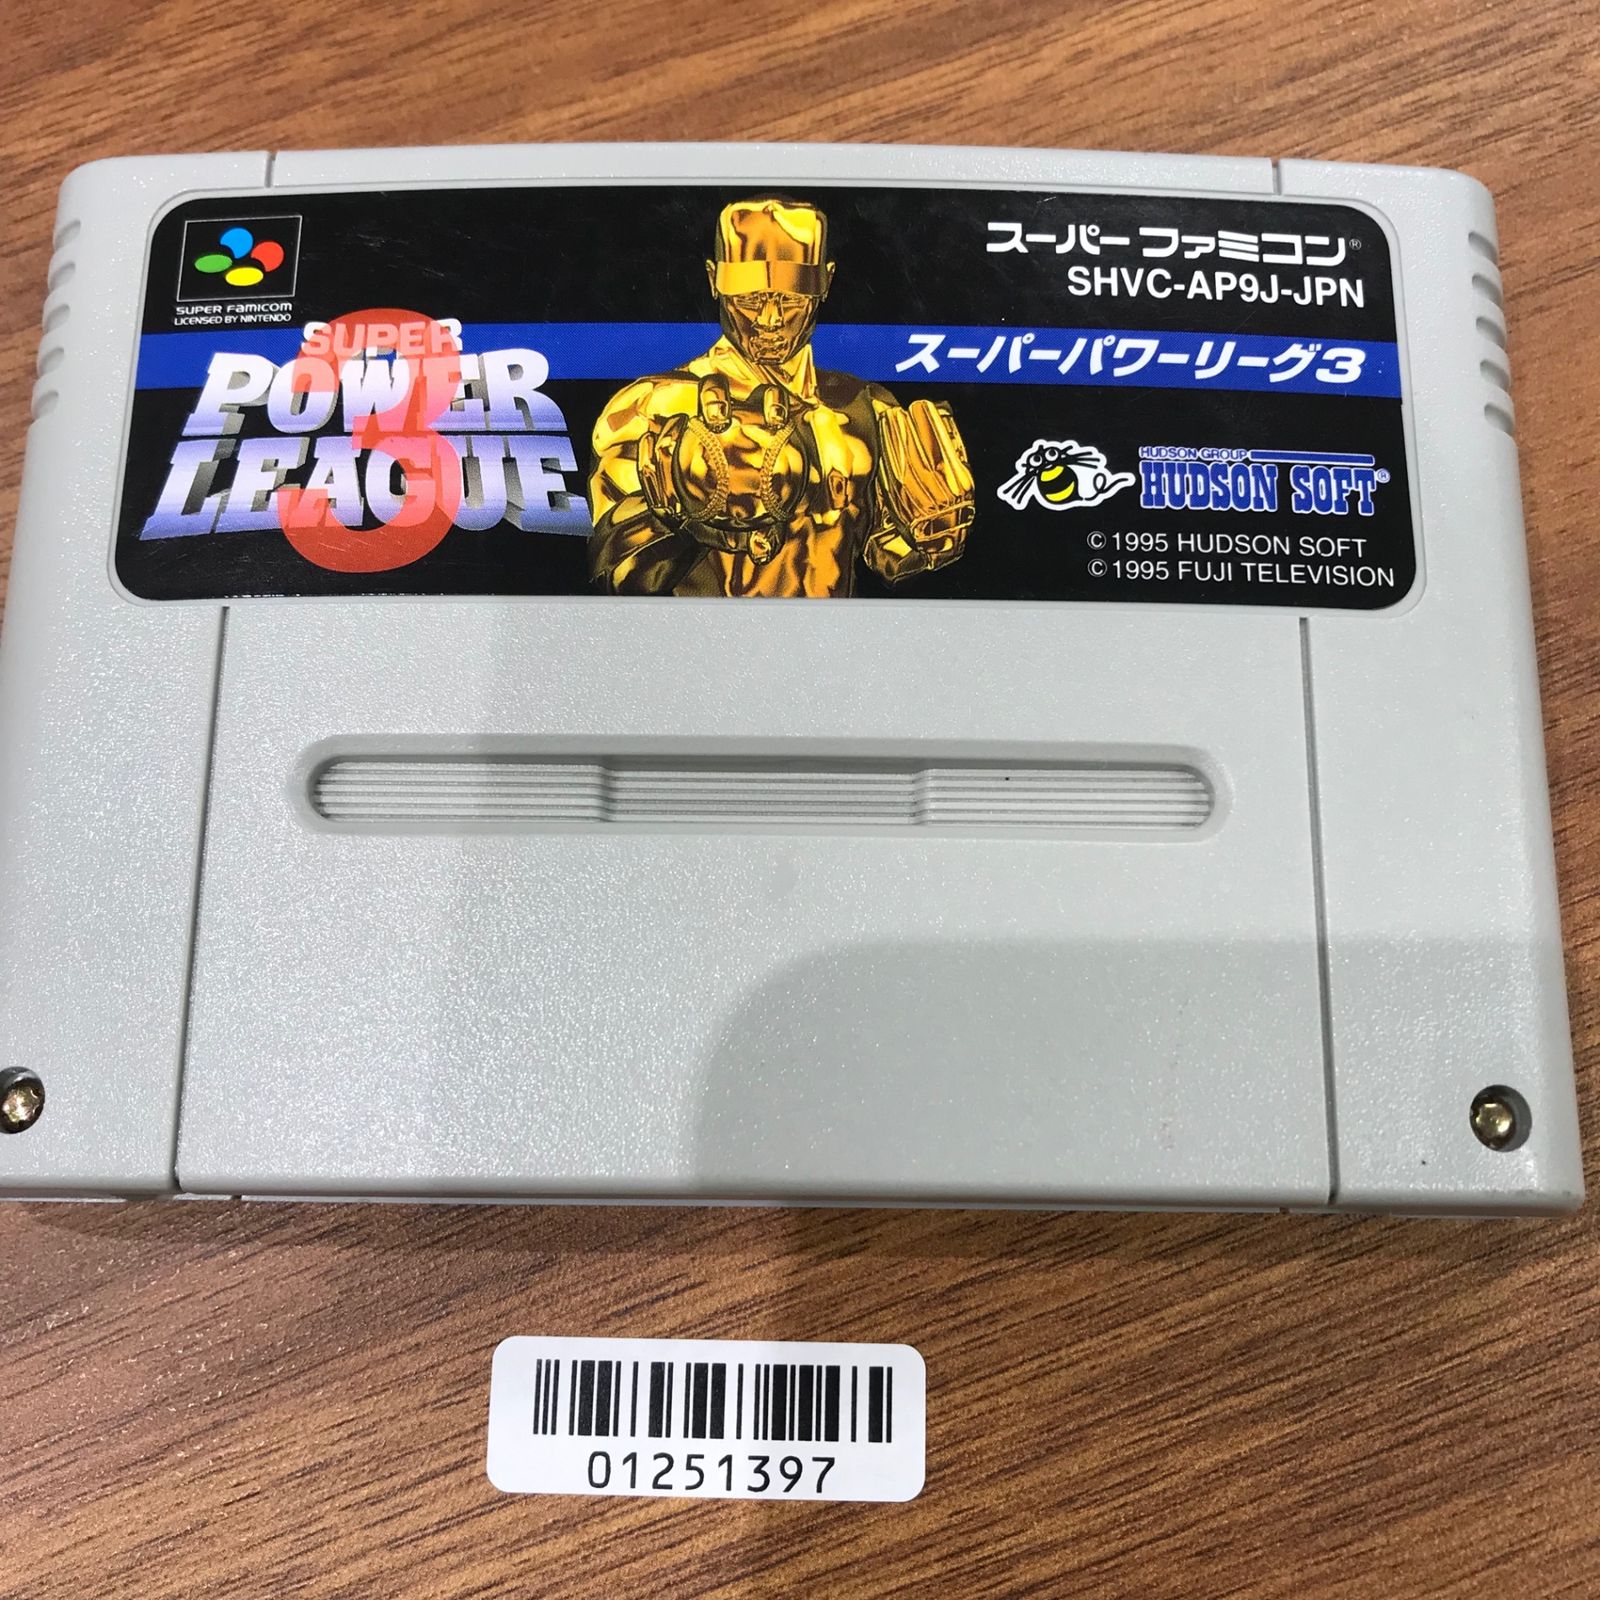 SUPER FAMICOM
LICENSED BY NINTENDO
スーパーファミコン®
SHVC-AP9J-JPN
SUPER
POWER
LEAGUE
3
スーパーパワーリーグ3
HUDSON GROUP
HUDSON SOFT®
© 1995 HUDSON SOFT
© 1995 FUJI TELEVISION
01251397